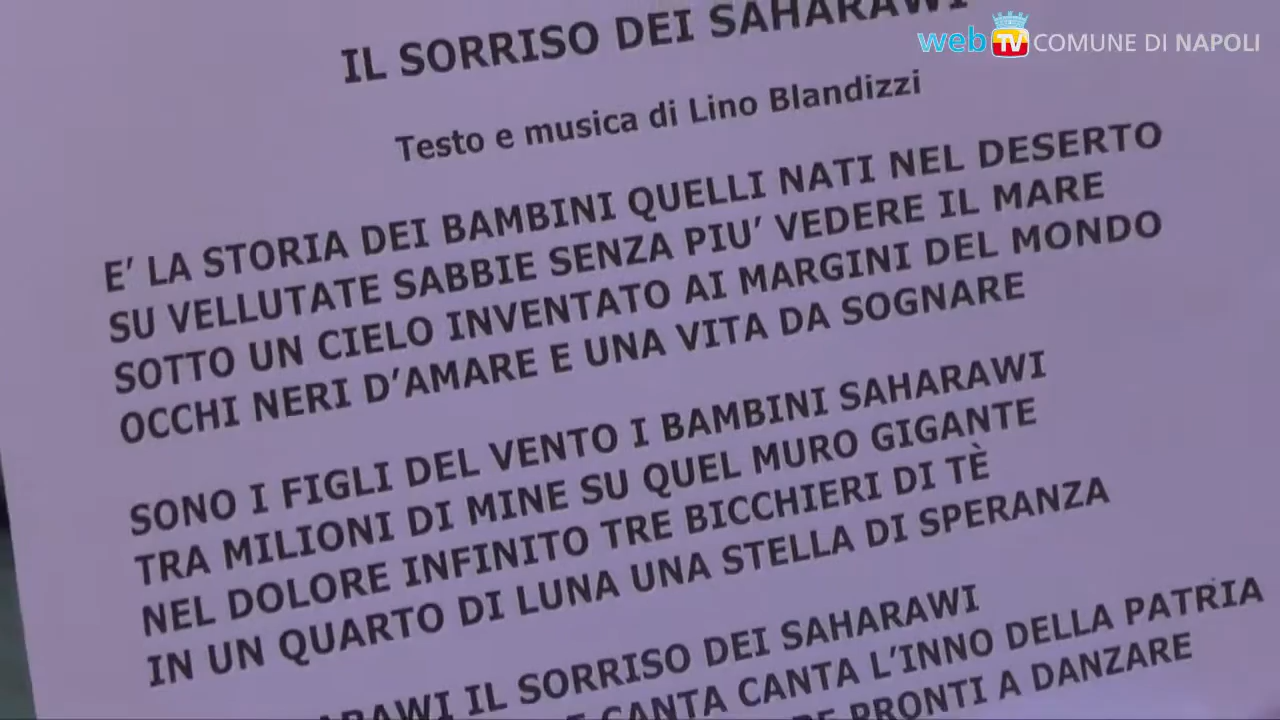 IL SORRISO DEI SAHARAWI
web TV COMUNE DI NAPOLI
Testo e musica di Lino Blandizzi
E' LA STORIA DEI BAMBINI QUELLI NATI NEL DESERTO
SU VELLUTATE SABBIE SENZA PIU' VEDERE IL MARE
SOTTO UN CIELO INVENTATO AI MARGINI DEL MONDO
OCCHI NERI D'AMARE E UNA VITA DA SOGNARE
SONO I FIGLI DEL VENTO I BAMBINI SAHARAWI
TRA MILIONI DI MINE SU QUEL MURO GIGANTE
NEL DOLORE INFINITO TRE BICCHIERI DI TÈ
IN UN QUARTO DI LUNA UNA STELLA DI SPERANZA
IL SORRISO DEI SAHARAWI
CANTA CANTA L'INNO DELLA PATRIA
PRONTI A DANZARE